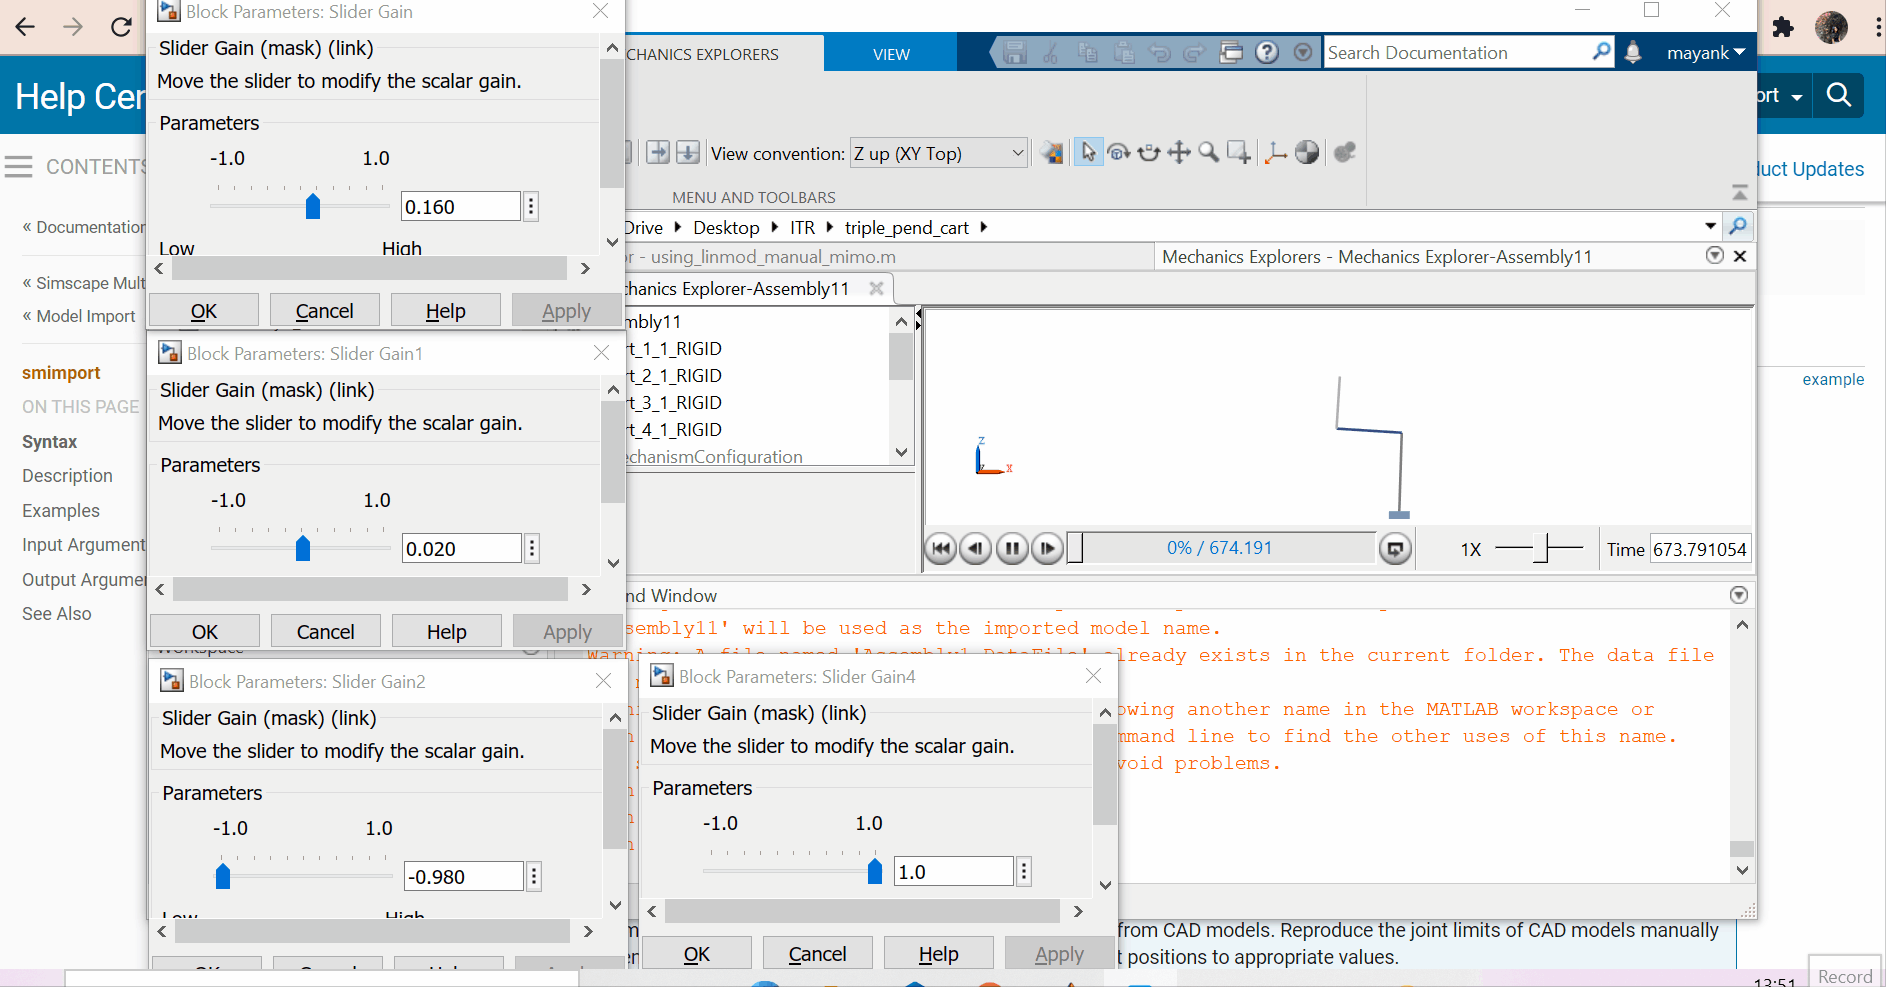 Block Parameters: Slider Gain
Slider Gain (mask) (link)
Move the slider to modify the scalar gain.
Parameters
-1.0 1.0
0.160
Low High
OK Cancel Help Apply
Block Parameters: Slider Gain1
Slider Gain (mask) (link)
Move the slider to modify the scalar gain.
Parameters
-1.0 1.0
0.020
OK Cancel Help Apply
Block Parameters: Slider Gain2
Slider Gain (mask) (link)
Move the slider to modify the scalar gain.
Parameters
-1.0 1.0
-0.980
Low High
Block Parameters: Slider Gain4
Slider Gain (mask) (link)
Move the slider to modify the scalar gain.
Parameters
-1.0 1.0
1.0
OK Cancel Help Apply
Help Cen
CONTENTS
« Documentation
« Simscape Mult
« Model Import
smimport
ON THIS PAGE
Syntax
Description
Examples
Input Argument
Output Argume
See Also
CHANICS EXPLORERS VIEW
Search Documentation
mayank
View convention: Z up (XY Top)
MENU AND TOOLBARS
Drive Desktop ITR triple_pend_cart
or - using_linmod_manual_mimo.m
Mechanics Explorers - Mechanics Explorer-Assembly11
chanics Explorer-Assembly11
mbly11
rt_1_1_RIGID
rt_2_1_RIGID
rt_3_1_RIGID
rt_4_1_RIGID
echanismConfiguration
z
x
0% / 674.191
1X
Time 673.791054
nd Window
sembly11' will be used as the imported model name.
Warning: A file named 'Assembly1_DataFile' already exists in the current folder. The data file
owing another name in the MATLAB workspace or
mmand line to find the other uses of this name.
void problems.
ort
duct Updates
example
from CAD models. Reproduce the joint limits of CAD models manually
t positions to appropriate values.
13:51
Record